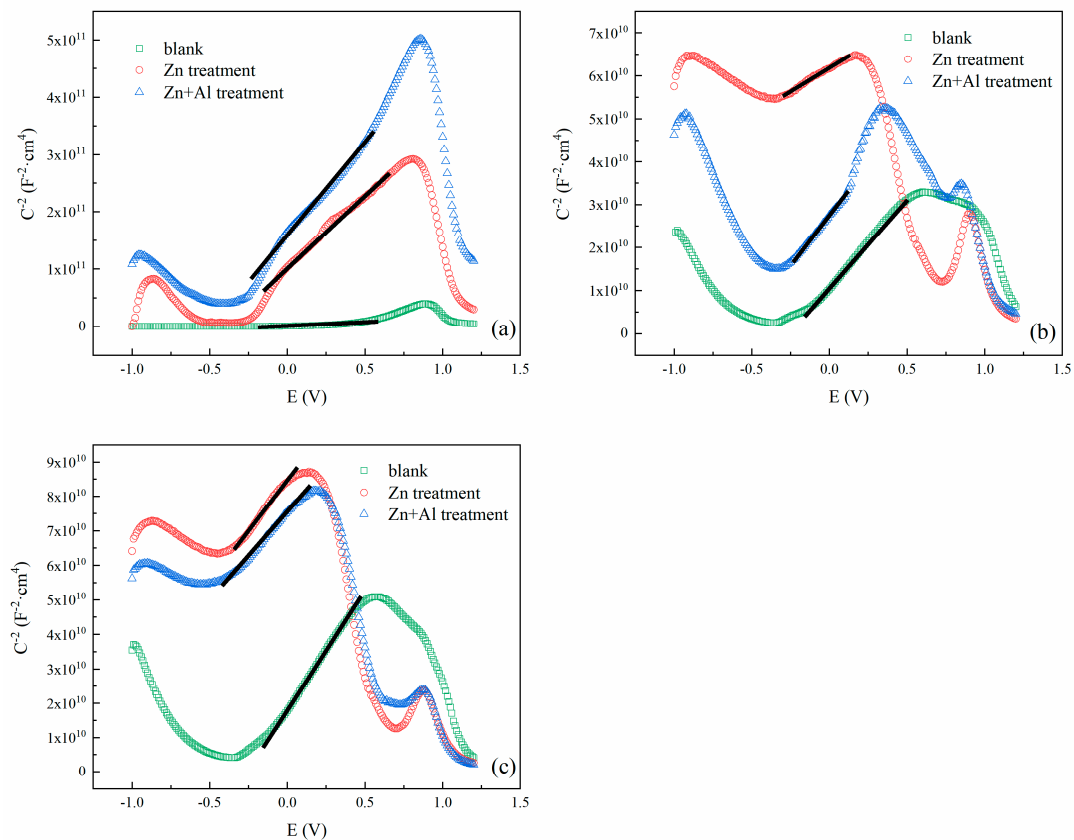 5x10¹¹
4x10¹¹
3x10¹¹
2x10¹¹
1x10¹¹
0
C⁻² (F⁻²·cm⁴)
blank
Zn treatment
Zn+Al treatment
(a)
-1.0 -0.5 0.0 0.5 1.0 1.5
E (V)
7x10¹⁰
6x10¹⁰
5x10¹⁰
4x10¹⁰
3x10¹⁰
2x10¹⁰
1x10¹⁰
0
C⁻² (F⁻²·cm⁴)
blank
Zn treatment
Zn+Al treatment
(b)
-1.0 -0.5 0.0 0.5 1.0 1.5
E (V)
9x10¹⁰
8x10¹⁰
7x10¹⁰
6x10¹⁰
5x10¹⁰
4x10¹⁰
3x10¹⁰
2x10¹⁰
1x10¹⁰
0
C⁻² (F⁻²·cm⁴)
blank
Zn treatment
Zn+Al treatment
(c)
-1.0 -0.5 0.0 0.5 1.0 1.5
E (V)